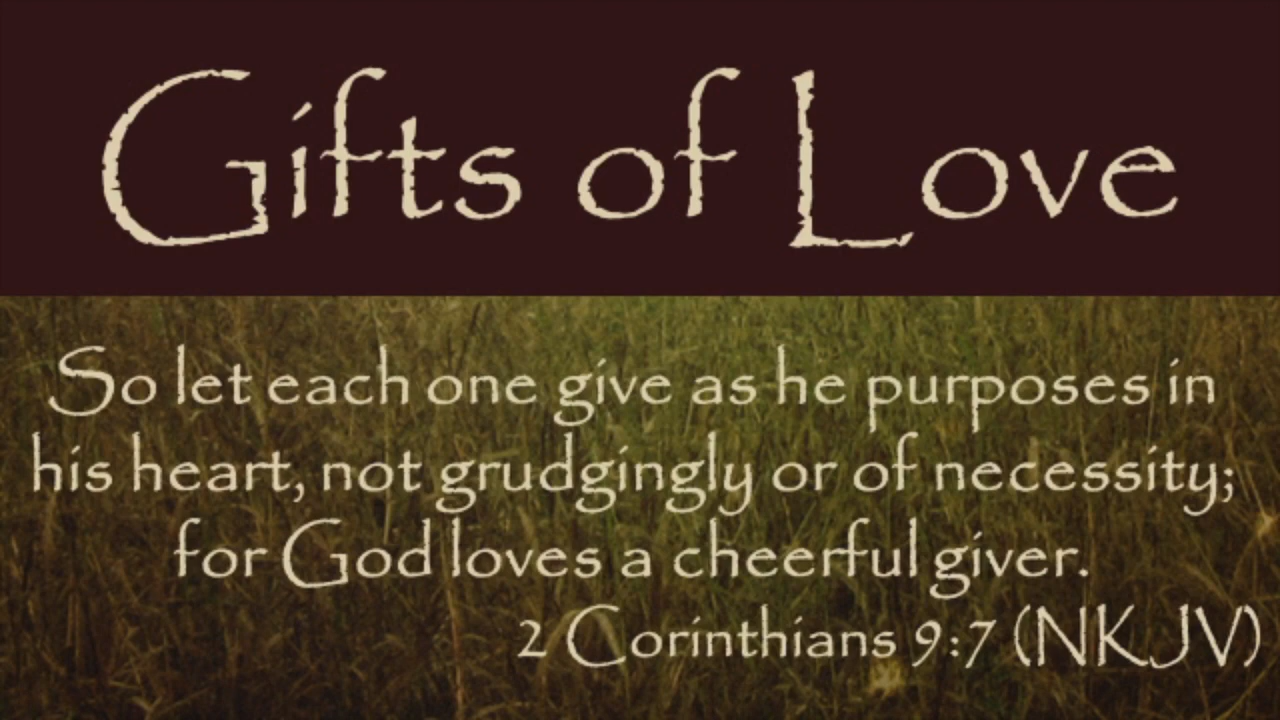 Gifts of Love
So let each one give as he purposes in
his heart, not grudgingly or of necessity;
for God loves a cheerful giver.
2 Corinthians 9:7 (NKJV)